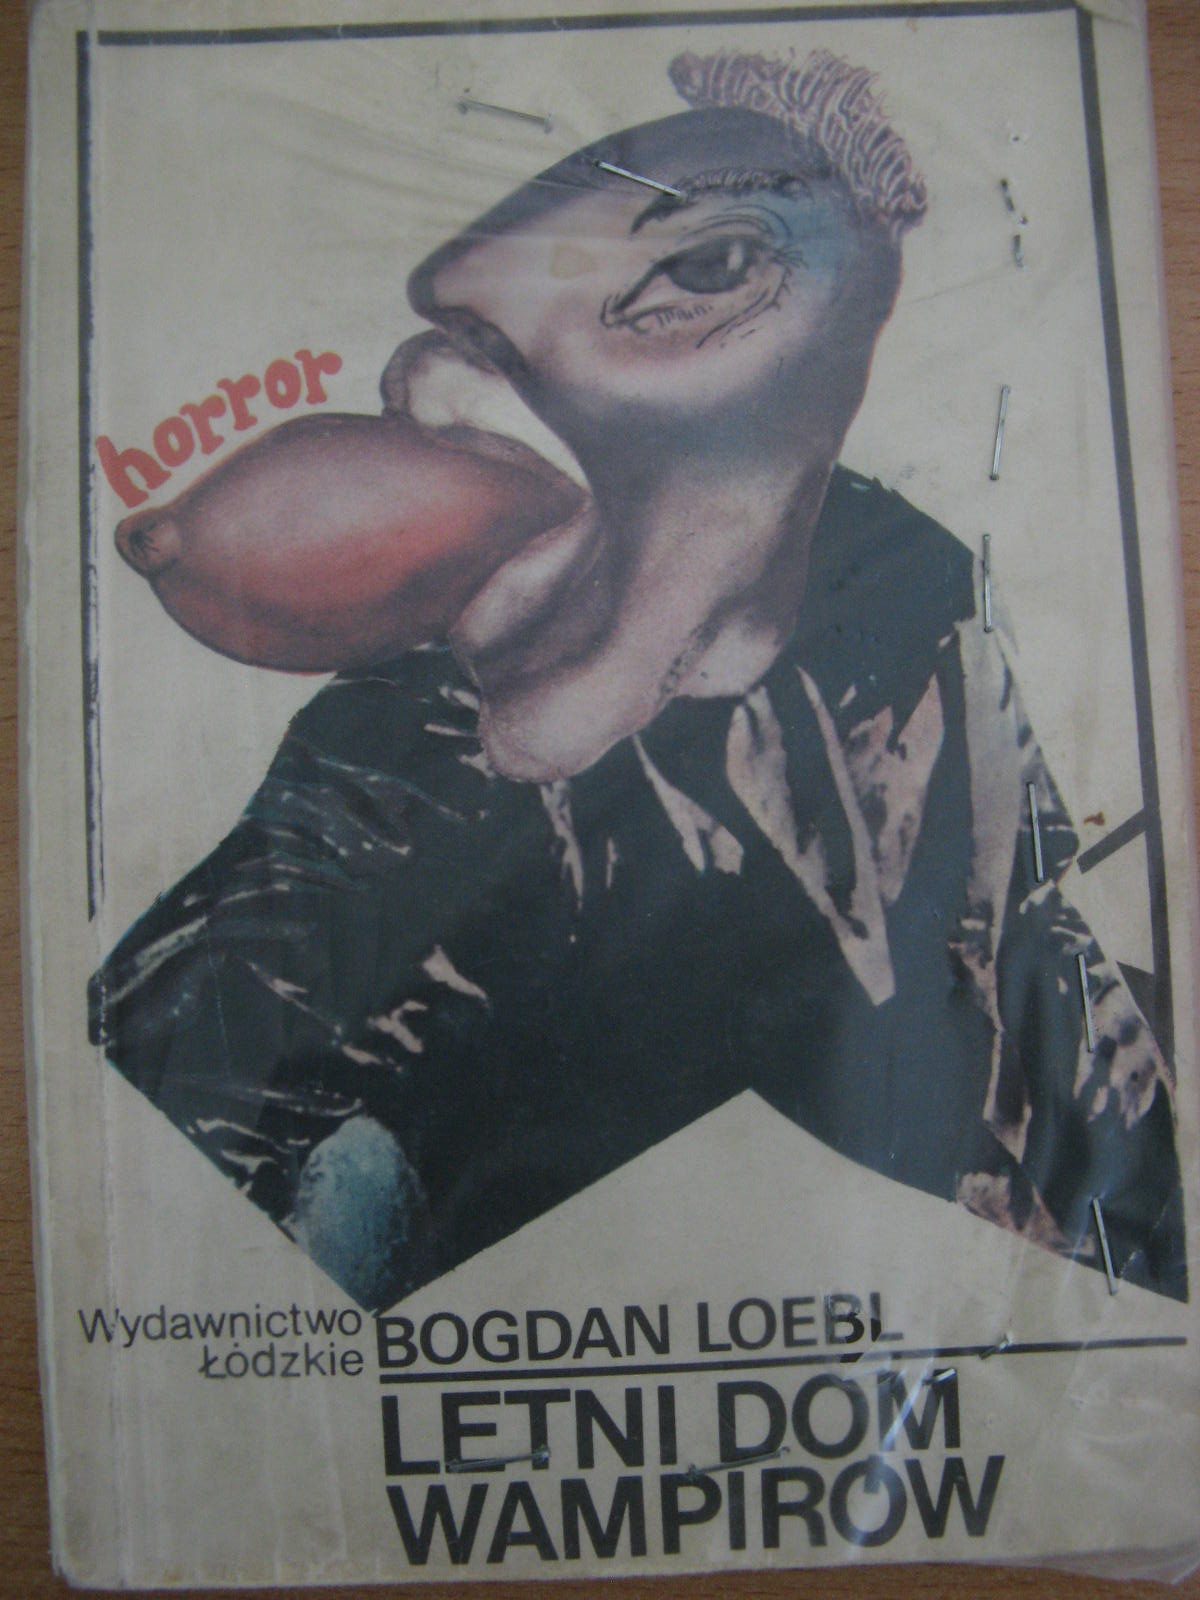 horror
Wydawnictwo
Łódzkie
BOGDAN LOEBL
LETNI DOM
WAMPIRÓW